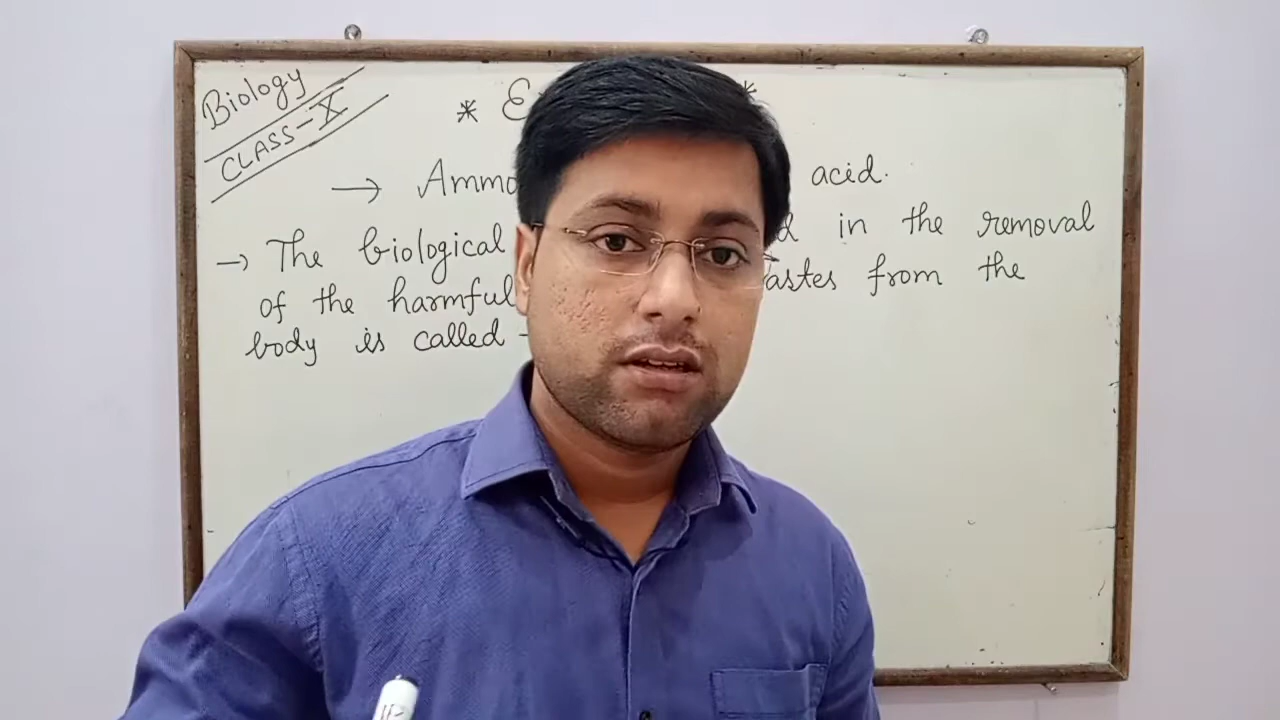 Biology
CLASS-X
* E *
→ Ammo acid.
→ The biological d in the removal
of the harmful astes from the
body is called -